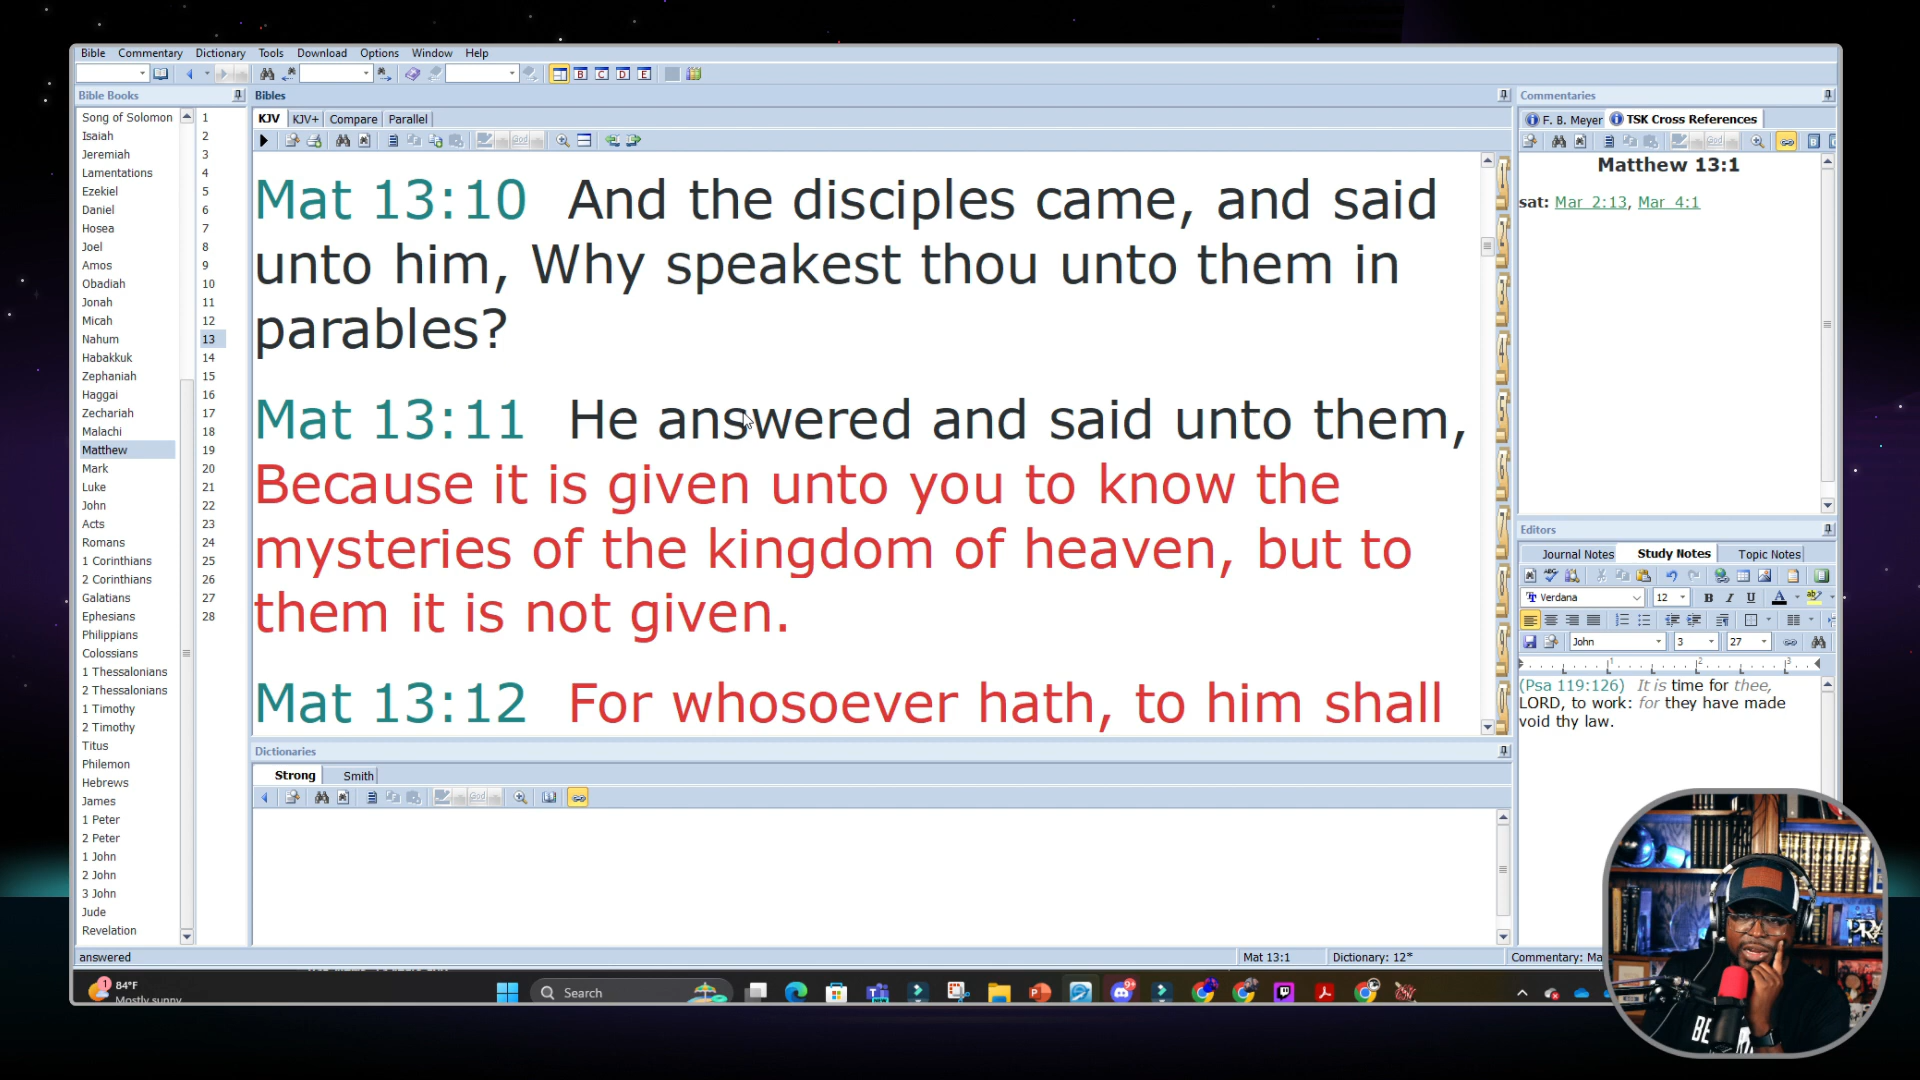 Bible Commentary Dictionary Tools Download Options Window Help
Bible Books
Song of Solomon
Isaiah
Jeremiah
Lamentations
Ezekiel
Daniel
Hosea
Joel
Amos
Obadiah
Jonah
Micah
Nahum
Habakkuk
Zephaniah
Haggai
Zechariah
Malachi
Matthew
Mark
Luke
John
Acts
Romans
1 Corinthians
2 Corinthians
Galatians
Ephesians
Philippians
Colossians
1 Thessalonians
2 Thessalonians
1 Timothy
2 Timothy
Titus
Philemon
Hebrews
James
1 Peter
2 Peter
1 John
2 John
3 John
Jude
Revelation
1
2
3
4
5
6
7
8
9
10
11
12
13
14
15
16
17
18
19
20
21
22
23
24
25
26
27
28
Bibles
KJV KJV+ Compare Parallel
Mat 13:10 And the disciples came, and said
unto him, Why speakest thou unto them in
parables?
Mat 13:11 He answered and said unto them,
Because it is given unto you to know the
mysteries of the kingdom of heaven, but to
them it is not given.
Mat 13:12 For whosoever hath, to him shall
Dictionaries
Strong Smith
Commentaries
F. B. Meyer TSK Cross References
Matthew 13:1
sat: Mar_2:13, Mar_4:1
Editors
Journal Notes Study Notes Topic Notes
Verdana 12 B I U A
John 3 27
(Psa 119:126) It is time for thee,
LORD, to work: for they have made
void thy law.
answered Mat 13:1 Dictionary: 12* Commentary: Ma
1 84°F
Mostly sunny
Search